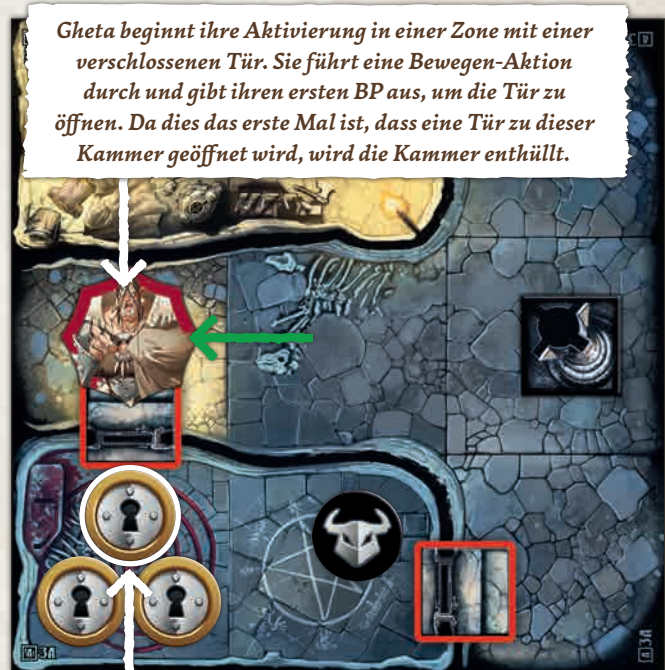 Gheta beginnt ihre Aktivierung in einer Zone mit einer
verschlossenen Tür. Sie führt eine Bewegen-Aktion
durch und gibt ihren ersten BP aus, um die Tür zu
öffnen. Da dies das erste Mal ist, dass eine Tür zu dieser
Kammer geöffnet wird, wird die Kammer enthüllt.
3A
3A